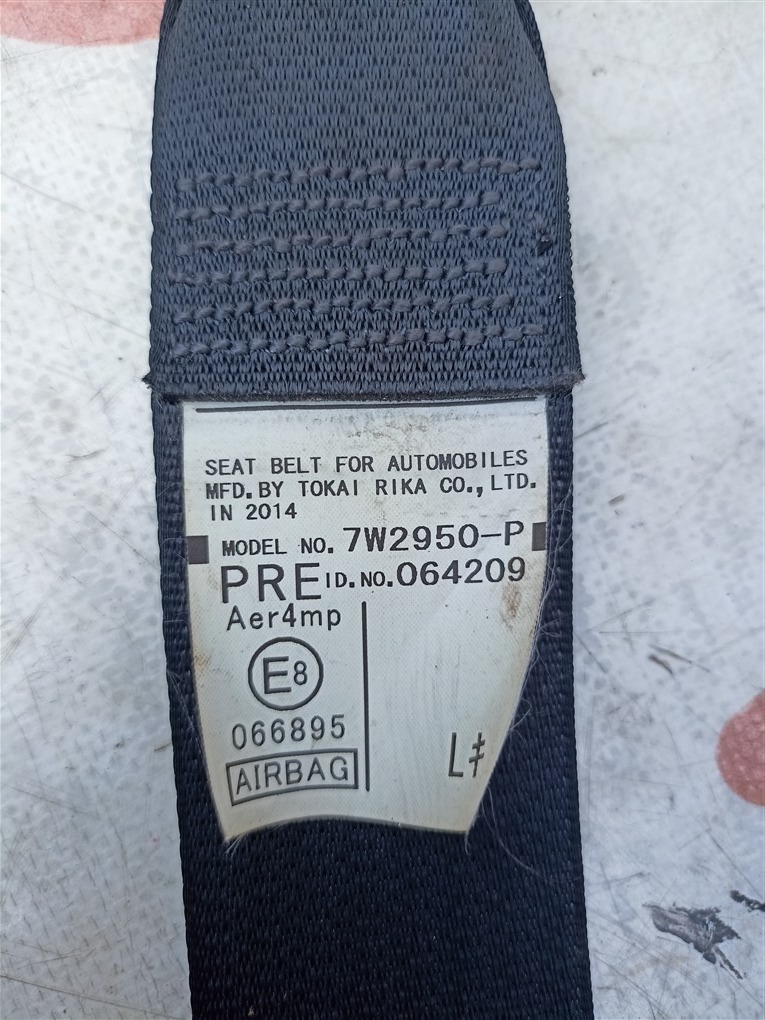 SEAT BELT FOR AUTOMOBILES
MFD. BY TOKAI RIKA CO., LTD.
IN 2014
MODEL NO. 7W2950-P
PRE ID. NO. 064209
Aer4mp
E8
066895
AIRBAG